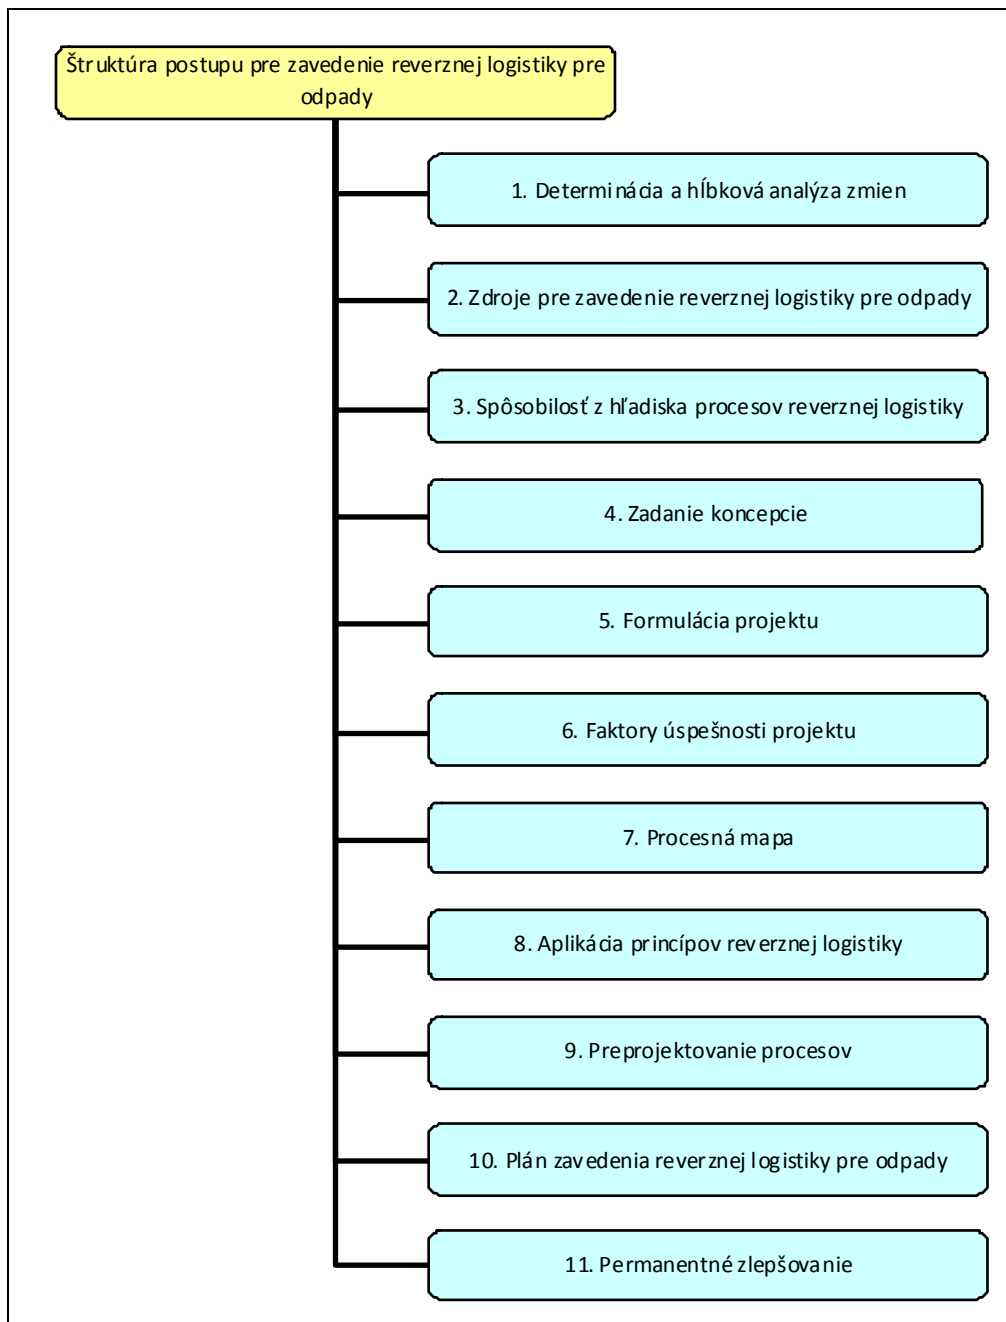 Štruktúra postupu pre zavedenie reverznej logistiky pre
odpady
1. Determinácia a hĺbková analýza zmien
2. Zdroje pre zavedenie reverznej logistiky pre odpady
3. Spôsobilosť z hľadiska procesov reverznej logistiky
4. Zadanie koncepcie
5. Formulácia projektu
6. Faktory úspešnosti projektu
7. Procesná mapa
8. Aplikácia princípov reverznej logistiky
9. Preprojektovanie procesov
10. Plán zavedenia reverznej logistiky pre odpady
11. Permanentné zlepšovanie